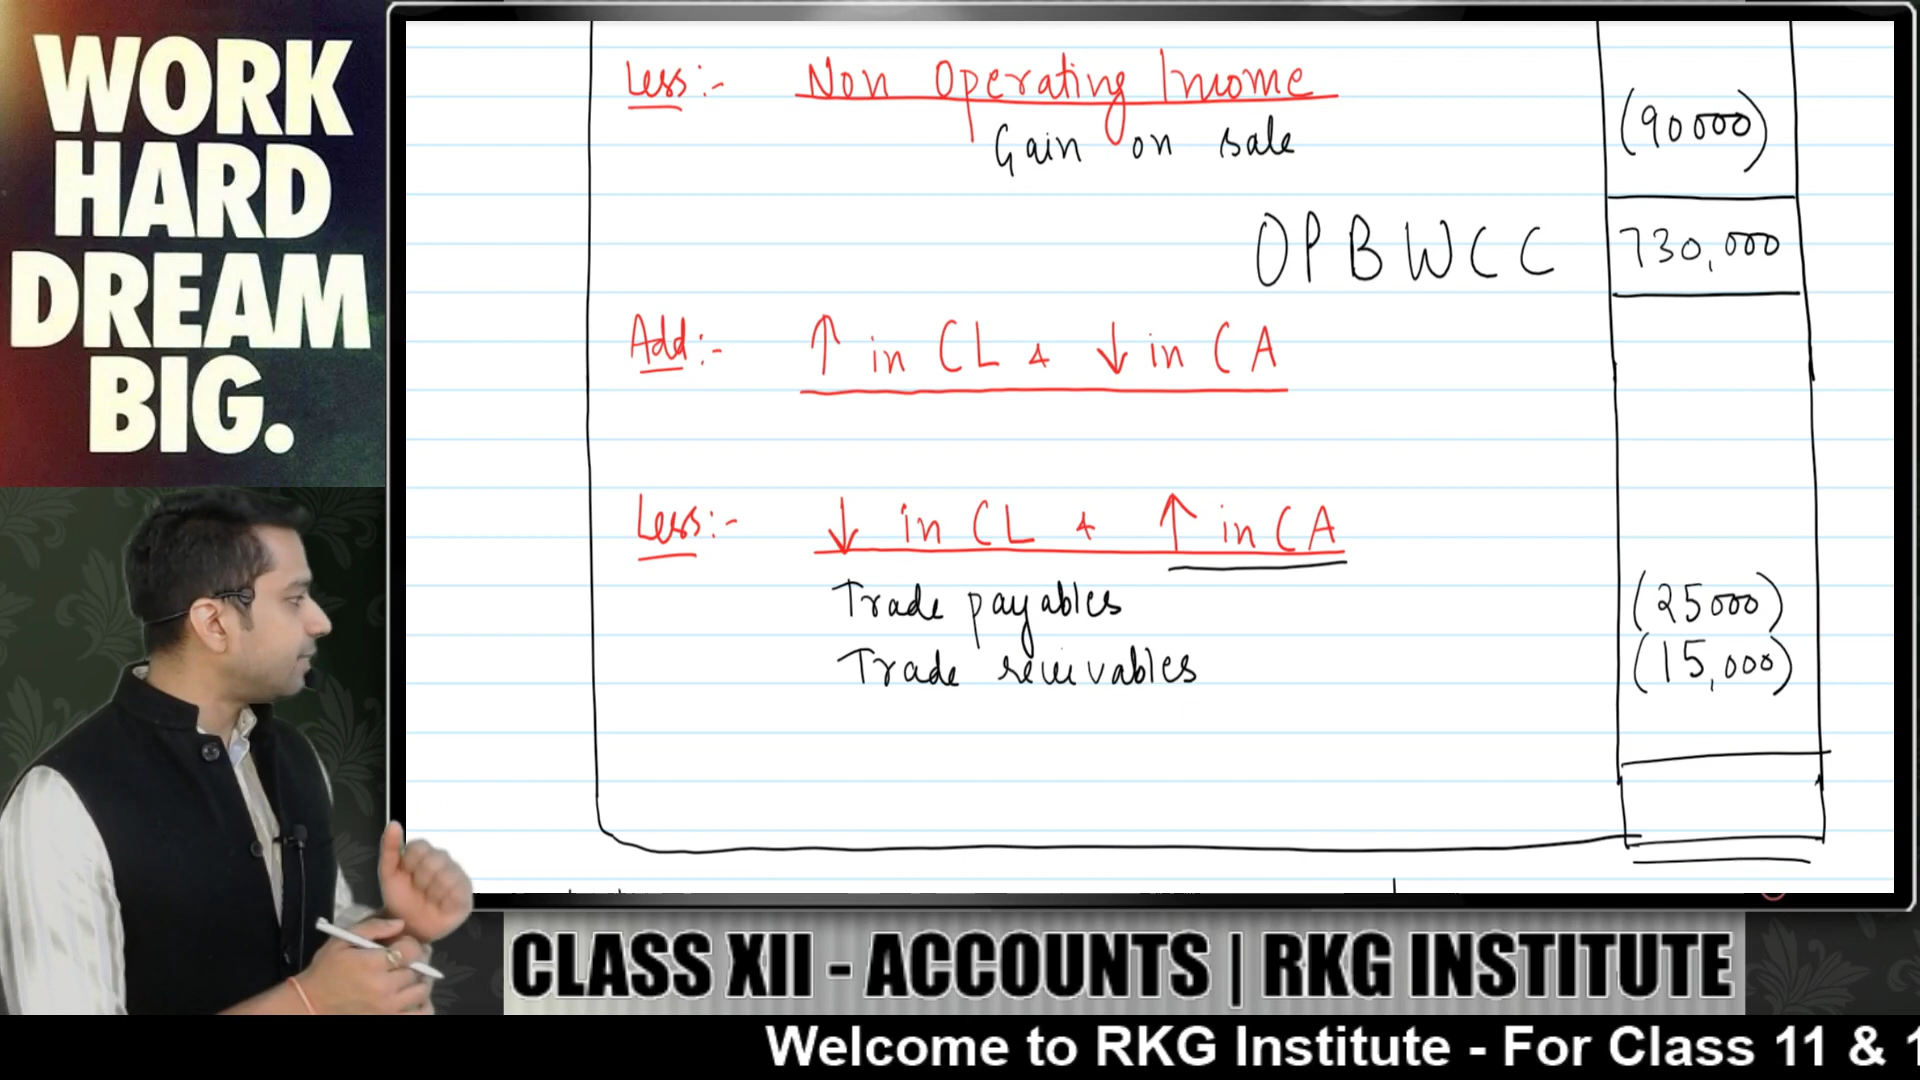 WORK
HARD
DREAM
BIG.
Less:- Non Operating Income
Gain on sale (90000)
OPBWCC 730,000
Add:- ↑ in CL & ↓ in CA
Less:- ↓ in CL & ↑ in CA
Trade payables (25000)
Trade receivables (15,000)
CLASS XII - ACCOUNTS | RKG INSTITUTE
Welcome to RKG Institute - For Class 11 & 1